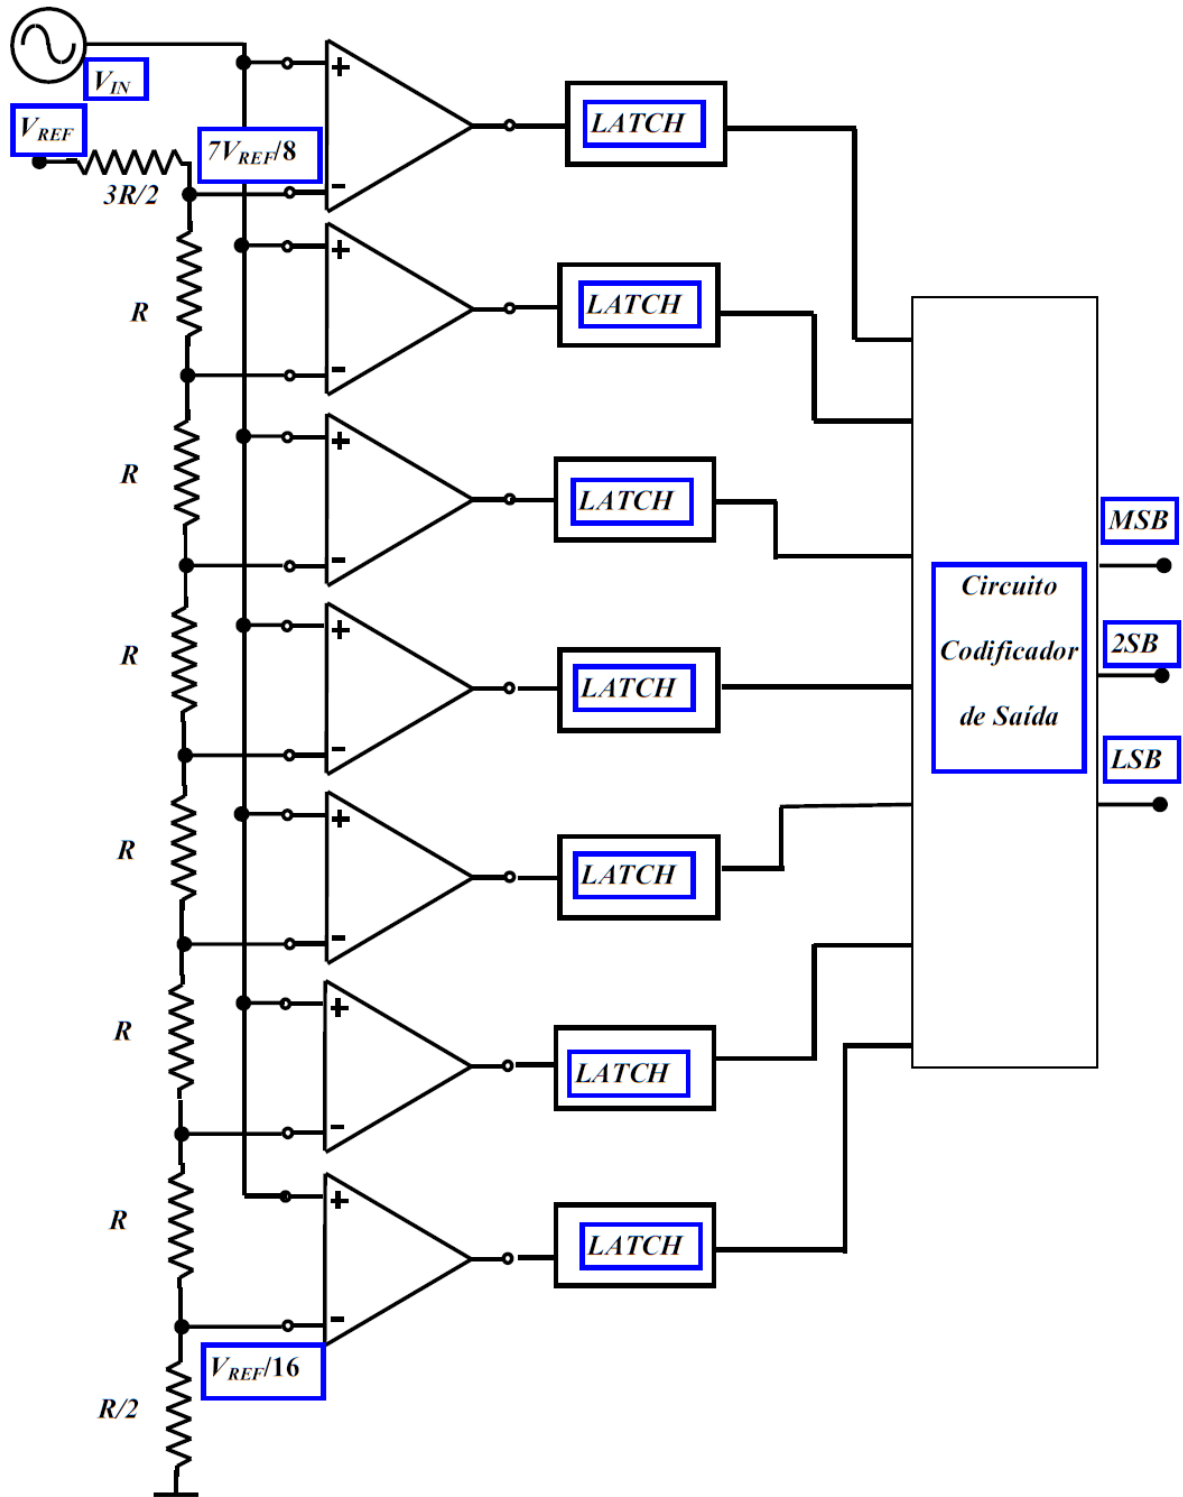 V_IN
V_REF
7V_REF/8
3R/2
+
-
LATCH
R
+
-
LATCH
R
+
-
LATCH
R
+
-
LATCH
R
+
-
LATCH
R
+
-
LATCH
R
+
-
LATCH
V_REF/16
R/2
Circuito
Codificador
de Saída
MSB
2SB
LSB